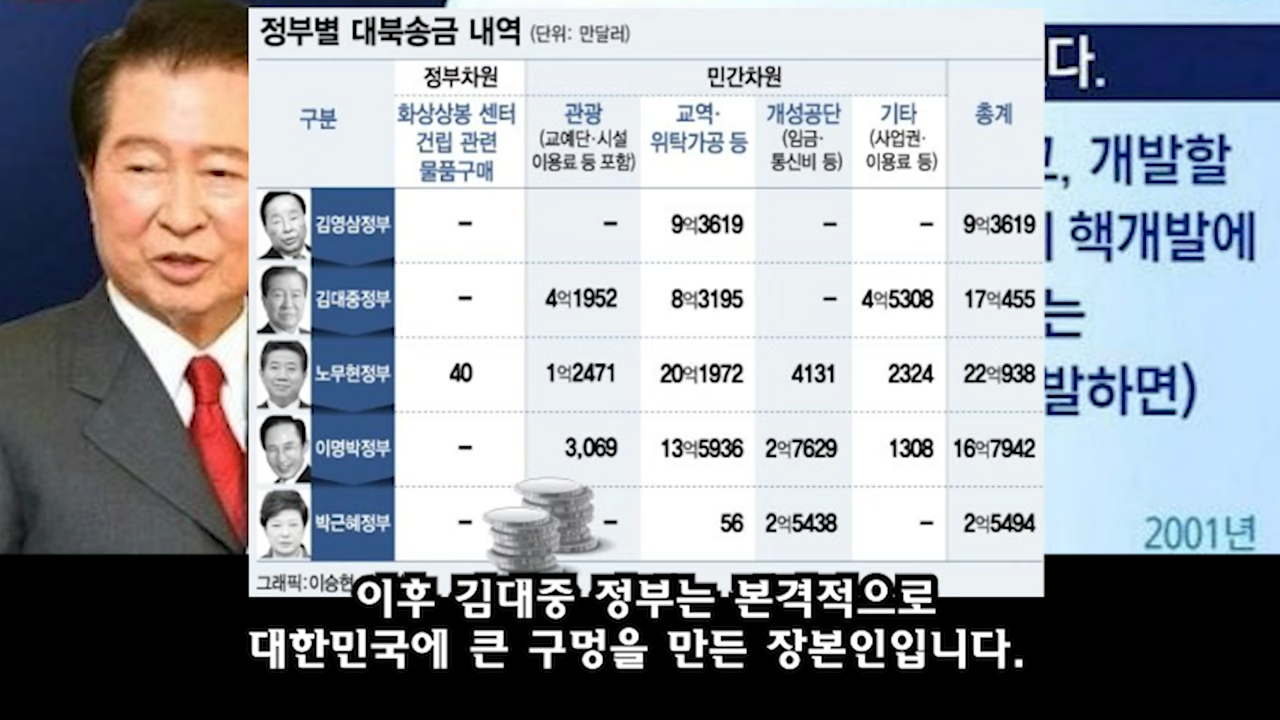 정부별 대북송금 내역 (단위: 만달러)
구분
정부차원
민간차원
총계
화상상봉 센터 건립 관련 물품구매
관광 (교예단·시설 이용료 등 포함)
교역· 위탁가공 등
개성공단 (임금· 통신비 등)
기타 (사업권· 이용료 등)
김영삼정부 – – 9억3619 – – 9억3619
김대중정부 – 4억1952 8억3195 – 4억5308 17억455
노무현정부 40 1억2471 20억1972 4131 2324 22억938
이명박정부 – 3,069 13억5936 2억7629 1308 16억7942
박근혜정부 – – 56 2억5438 – 2억5494
그래픽:이승현
다.
, 개발할
핵개발에
는
발하면)
2001년
이후 김대중 정부는 본격적으로
대한민국에 큰 구멍을 만든 장본인입니다.